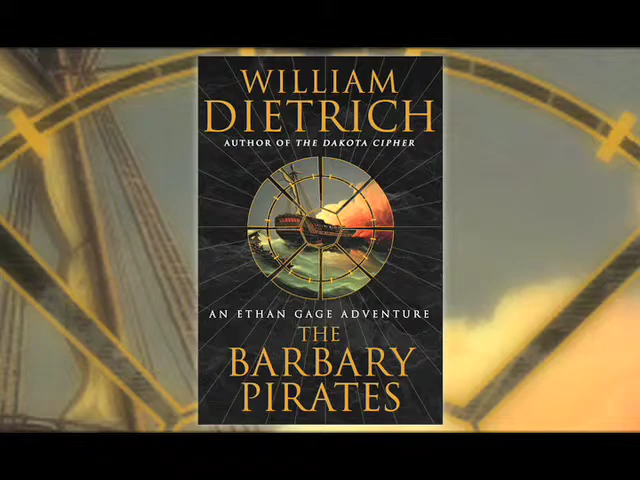 WILLIAM
DIETRICH
AUTHOR OF THE DAKOTA CIPHER
AN ETHAN GAGE ADVENTURE
THE
BARBARY
PIRATES